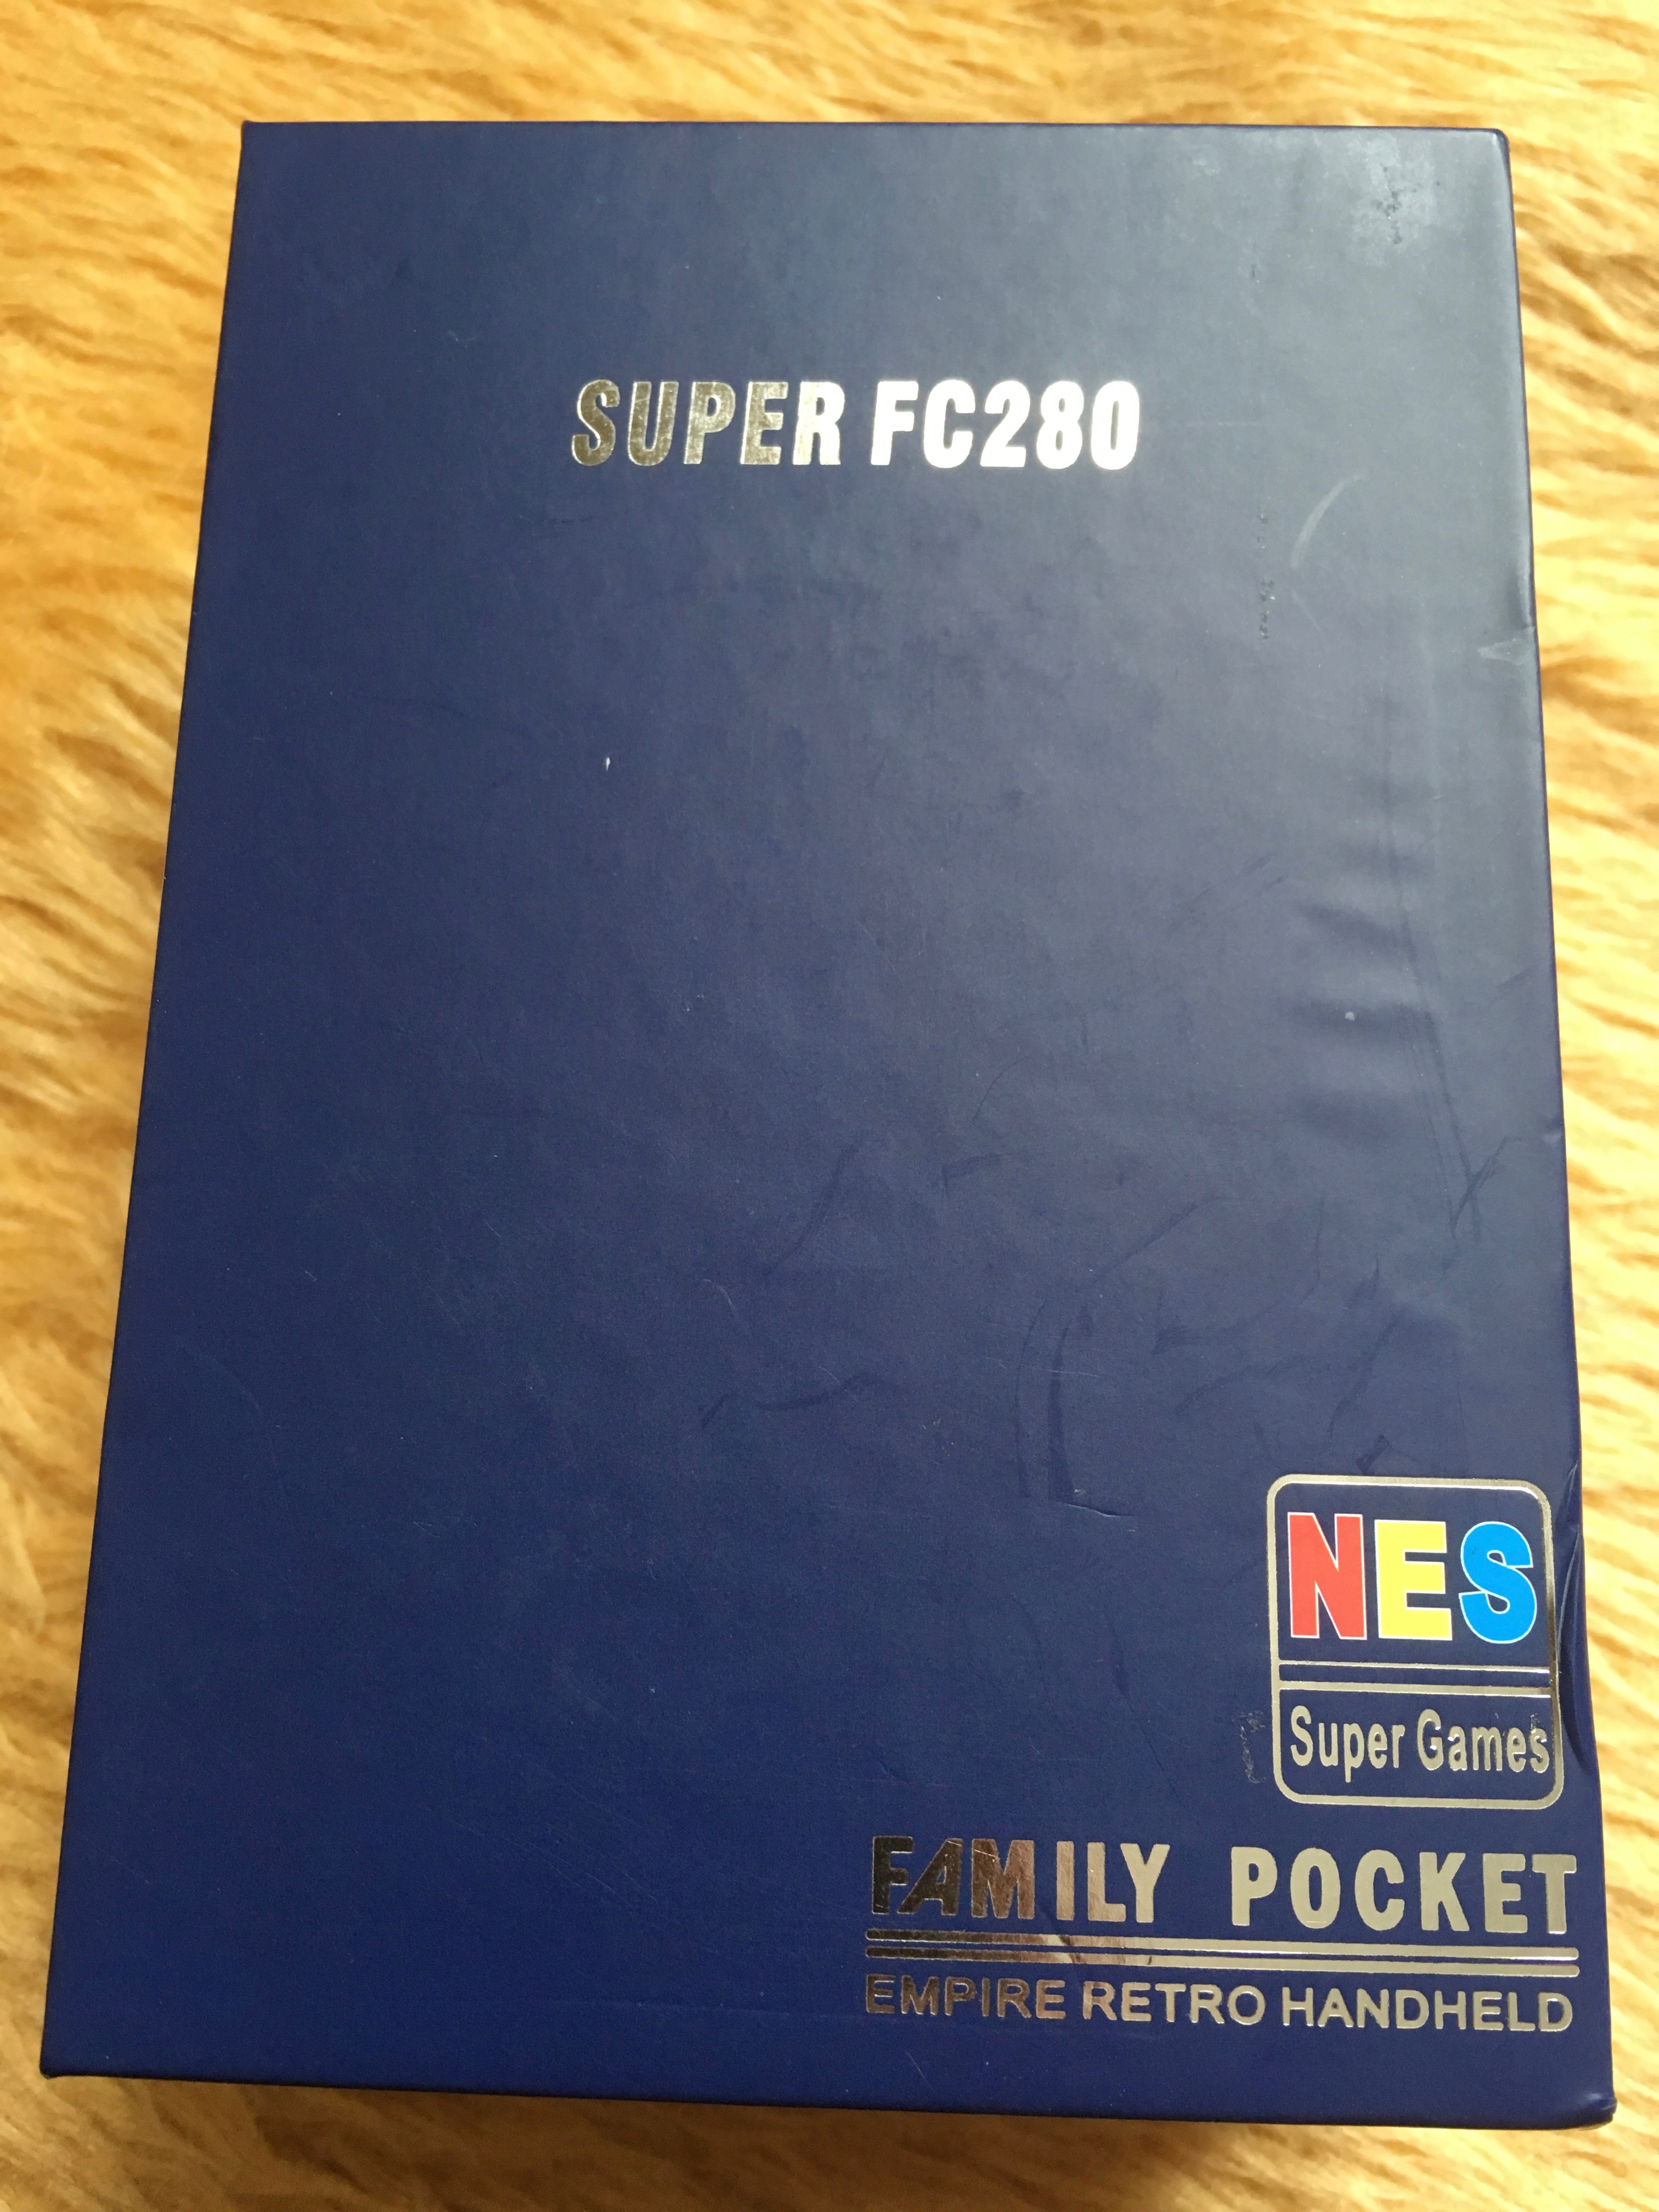 SUPER FC280
NES
Super Games
FAMILY POCKET
EMPIRE RETRO HANDHELD